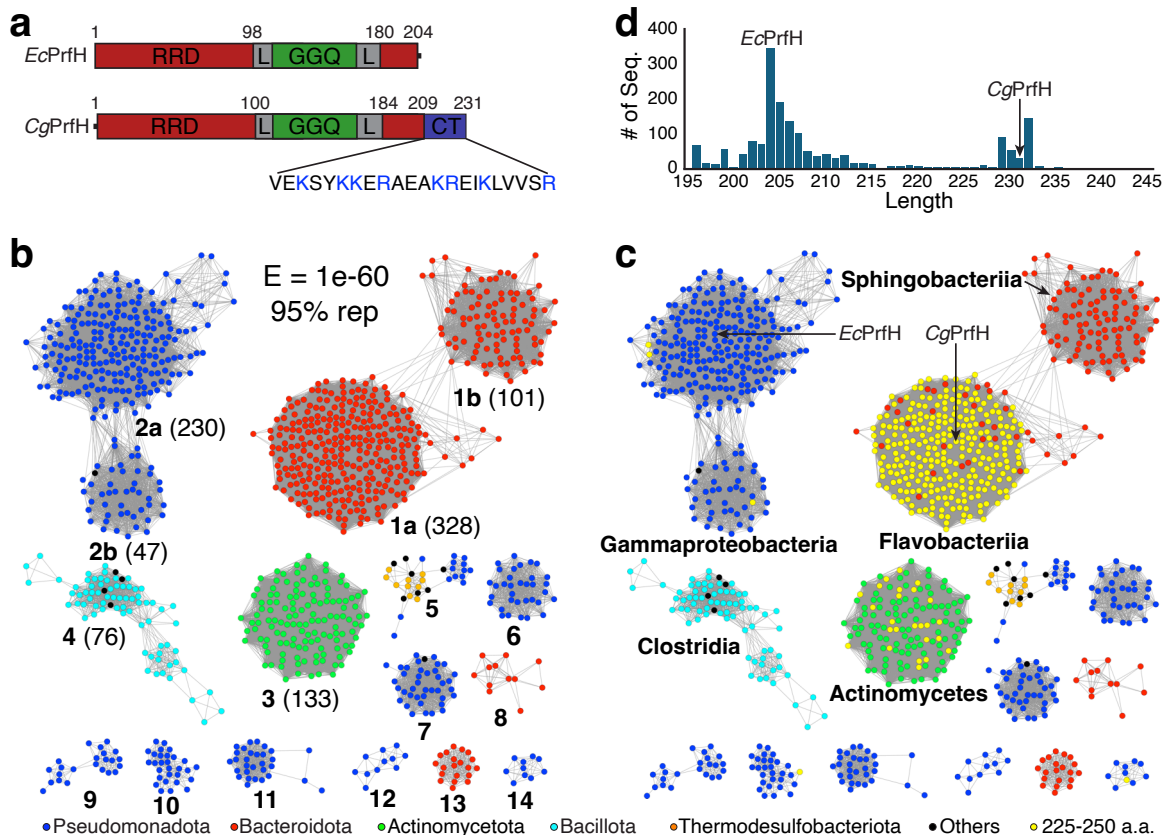 a
1 98 180 204
EcPrfH RRD L GGQ L
1 100 184 209 231
CgPrfH RRD L GGQ L CT
VEKSYKKERAEAKREIKLVVSR
d
# of Seq.
400
300
200
100
0
EcPrfH
CgPrfH
195 200 205 210 215 220 225 230 235 240 245
Length
b
E = 1e-60
95% rep
2a (230)
1b (101)
2b (47)
1a (328)
4 (76)
3 (133)
5
6
7
8
9 10 11 12 13 14
c
Sphingobacteriia
EcPrfH CgPrfH
Gammaproteobacteria Flavobacteriia
Clostridia
Actinomycetes
Pseudomonadota Bacteroidota Actinomycetota Bacillota Thermodesulfobacteriota Others 225-250 a.a.